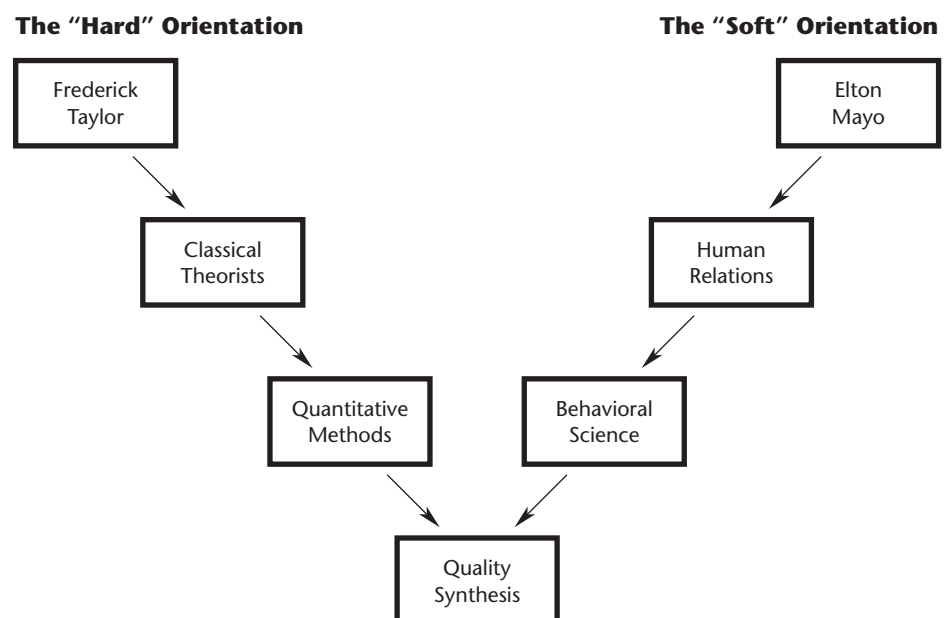 The “Hard” Orientation
The “Soft” Orientation
Frederick
Taylor
Elton
Mayo
Classical
Theorists
Human
Relations
Quantitative
Methods
Behavioral
Science
Quality
Synthesis